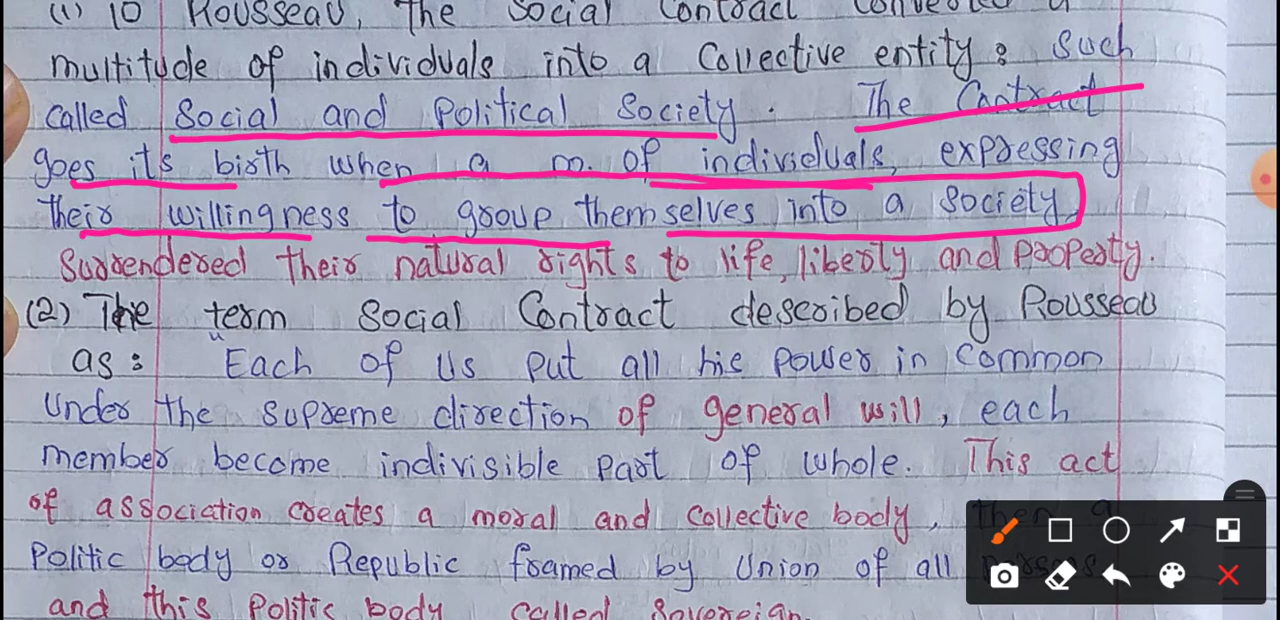 (1) To Rousseau, the Social Contract converted a
multitude of individuals into a Collective entity: such
called Social and Political Society. The Contract
goes its birth when a m. of individuals, expressing
their willingness to group themselves into a society,
Surrendered their natural rights to life, liberty and property.
(2) The term Social Contract described by Rousseau
as: "Each of us put all his power in common
under the supreme direction of general will, each
member become indivisible part of whole. This act
of association creates a moral and collective body, then a
Politic body or Republic framed by Union of all persons
and this Politic body called Sovereign.